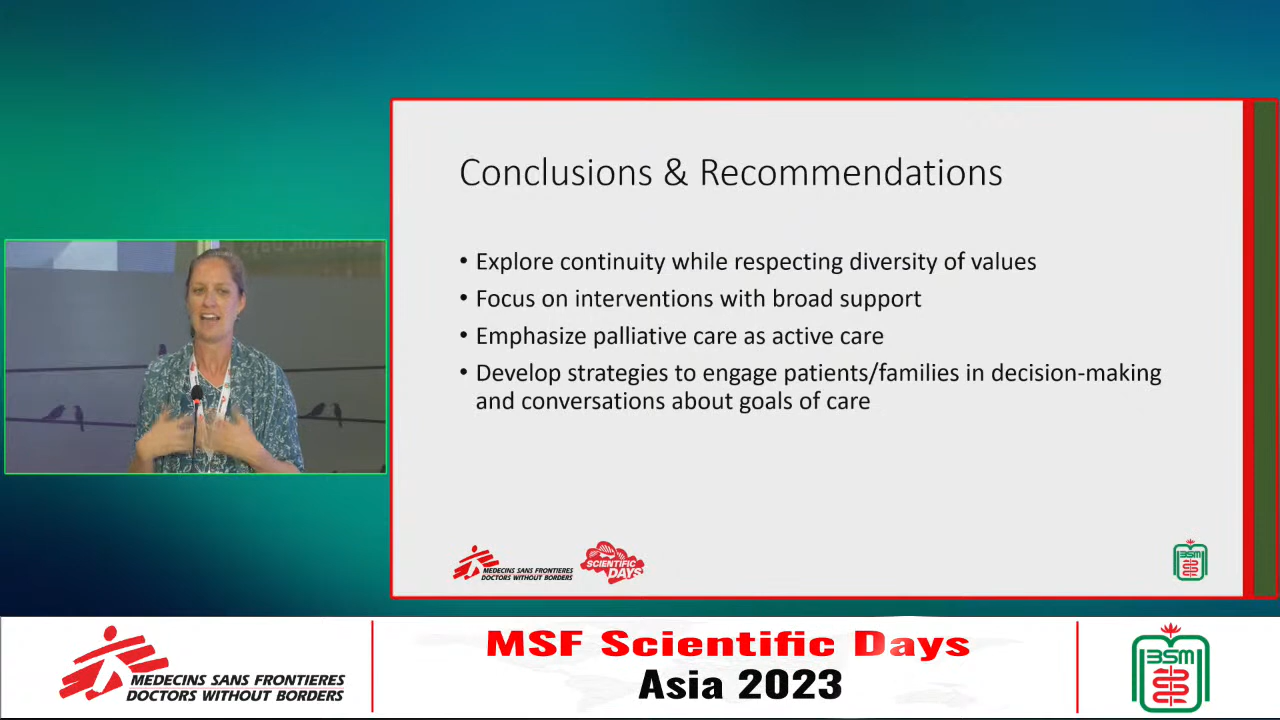 Conclusions & Recommendations
• Explore continuity while respecting diversity of values
• Focus on interventions with broad support
• Emphasize palliative care as active care
• Develop strategies to engage patients/families in decision-making
and conversations about goals of care
MEDECINS SANS FRONTIERES
DOCTORS WITHOUT BORDERS
SCIENTIFIC
DAYS
BSM
MEDECINS SANS FRONTIERES
DOCTORS WITHOUT BORDERS
MSF Scientific Days
Asia 2023
BSM